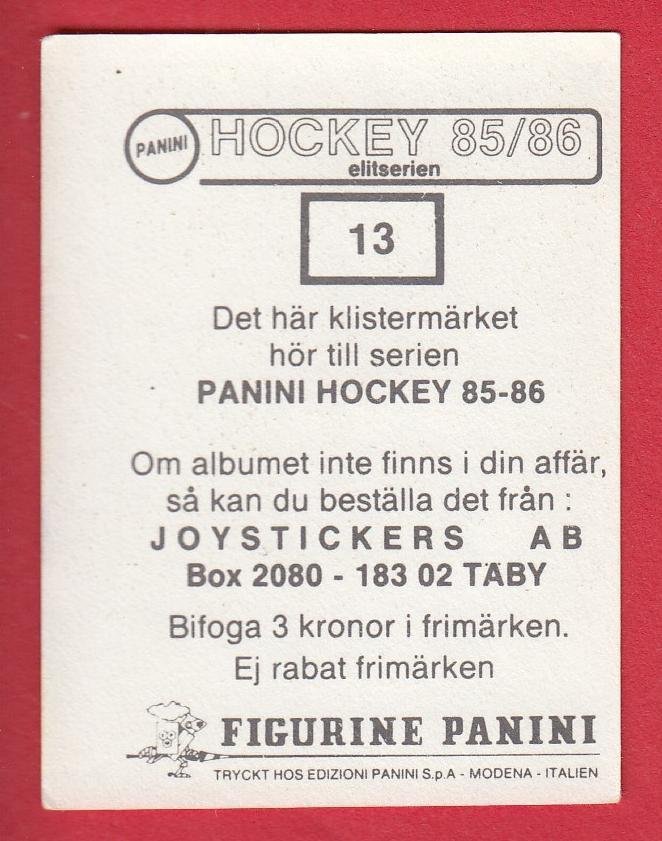 PANINI HOCKEY 85/86
elitserien
13
Det här klistermärket
hör till serien
PANINI HOCKEY 85-86
Om albumet inte finns i din affär,
så kan du beställa det från :
JOYSTICKERS AB
Box 2080 - 183 02 TÄBY
Bifoga 3 kronor i frimärken.
Ej rabat frimärken
FIGURINE PANINI
TRYCKT HOS EDIZIONI PANINI S.p.A - MODENA - ITALIEN